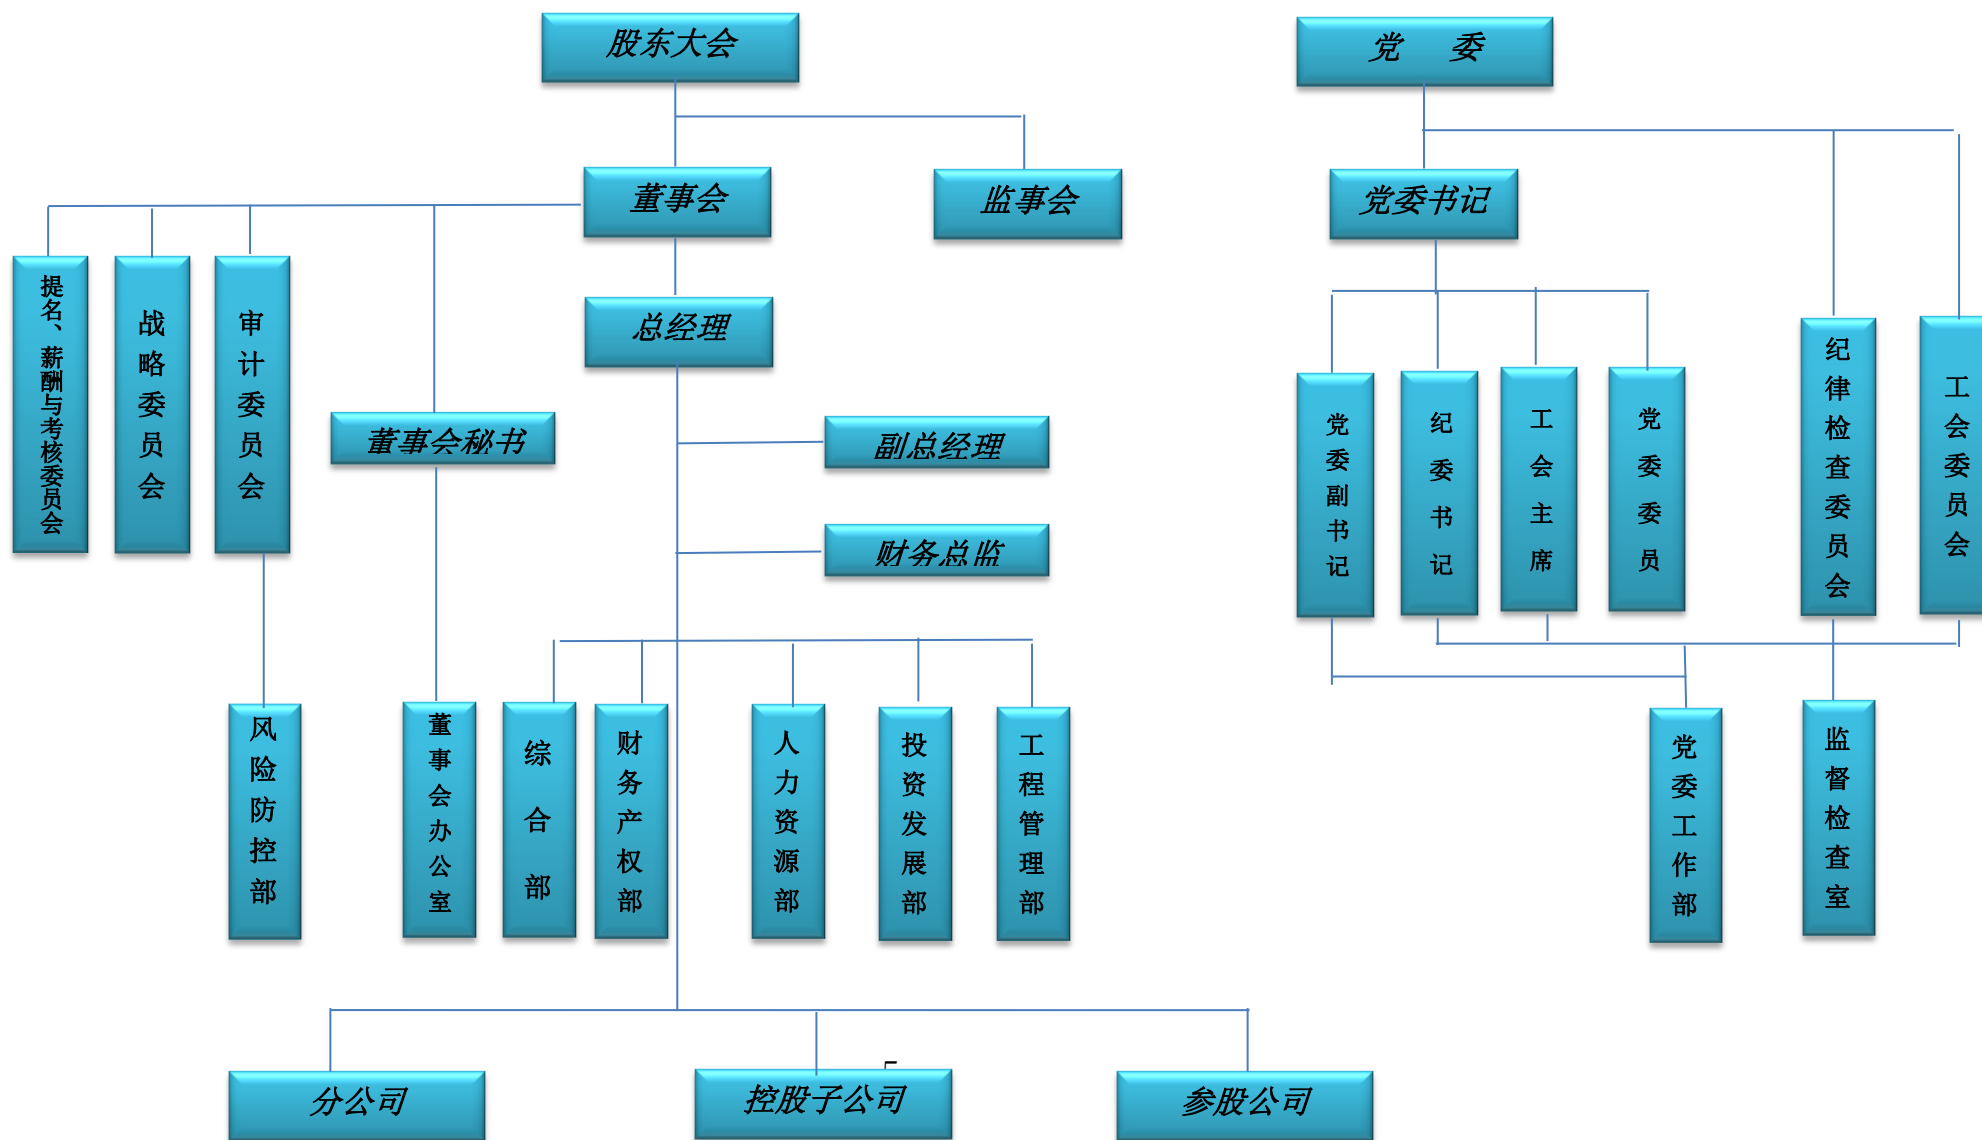 股东大会
党 委
董事会
监事会
党委书记
提名、薪酬与考核委员会
战略委员会
审计委员会
总经理
董事会秘书
副总经理
财务总监
党委副书记
纪委书记
工会主席
党委委员
纪律检查委员会
工会委员会
风险防控部
董事会办公室
综合部
财务产权部
人力资源部
投资发展部
工程管理部
党委工作部
监督检查室
分公司
控股子公司
参股公司